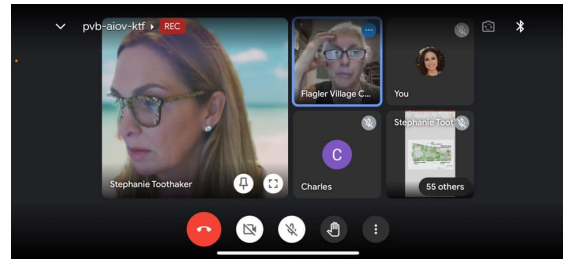 pvb-aiov-ktf
REC
Flagler Village C...
You
Stephanie Toothaker
C
Charles
Stephanie Toot
55 others